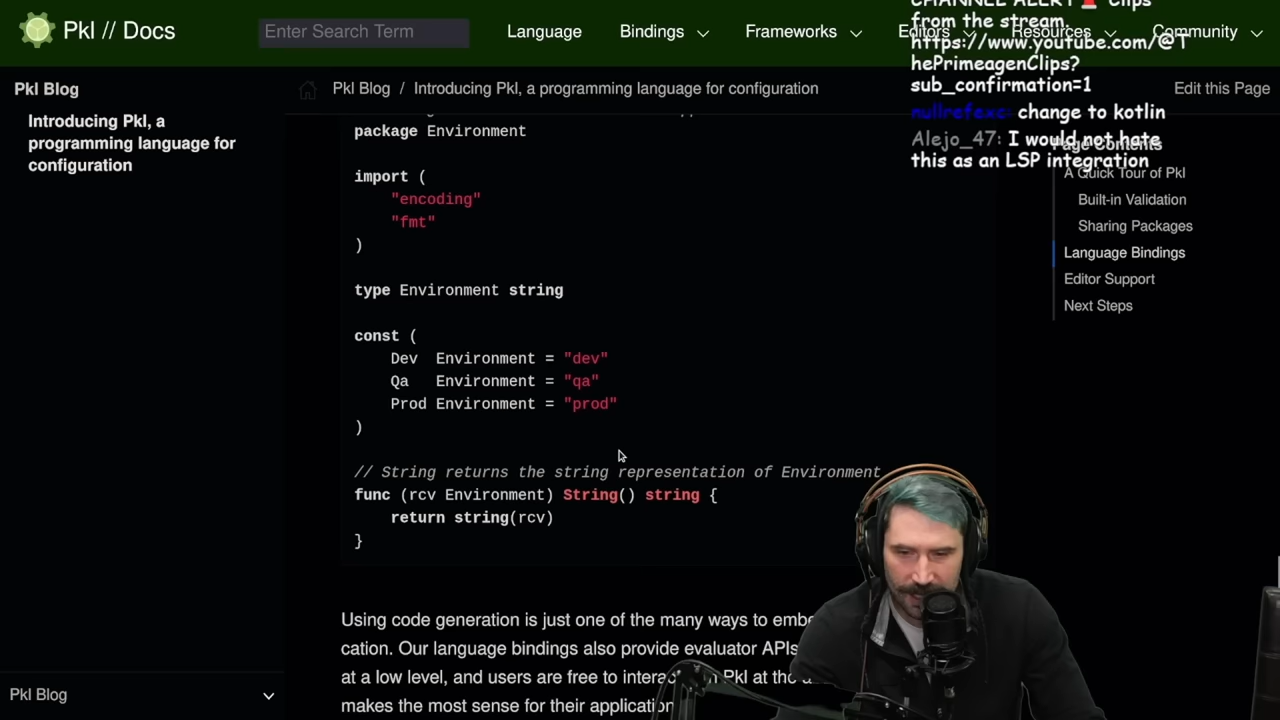 Pkl // Docs
Enter Search Term
Language
Bindings
Frameworks
Editors
Resources
Community
CHANNEL ALERT🚨 Clips
from the stream.
https://www.youtube.com/@T
hePrimeagenClips?
sub_confirmation=1
nullrefexc: change to kotlin
Alejo_47: I would not hate
this as an LSP integration
Pkl Blog
Introducing Pkl, a
programming language for
configuration
Pkl Blog / Introducing Pkl, a programming language for configuration
Edit this Page
package Environment
import (
"encoding"
"fmt"
)
type Environment string
const (
Dev Environment = "dev"
Qa Environment = "qa"
Prod Environment = "prod"
)
// String returns the string representation of Environment
func (rcv Environment) String() string {
return string(rcv)
}
Using code generation is just one of the many ways to embe
cation. Our language bindings also provide evaluator APIs
at a low level, and users are free to interac Pkl at the
makes the most sense for their application
Page Contents
A Quick Tour of Pkl
Built-in Validation
Sharing Packages
Language Bindings
Editor Support
Next Steps
Pkl Blog